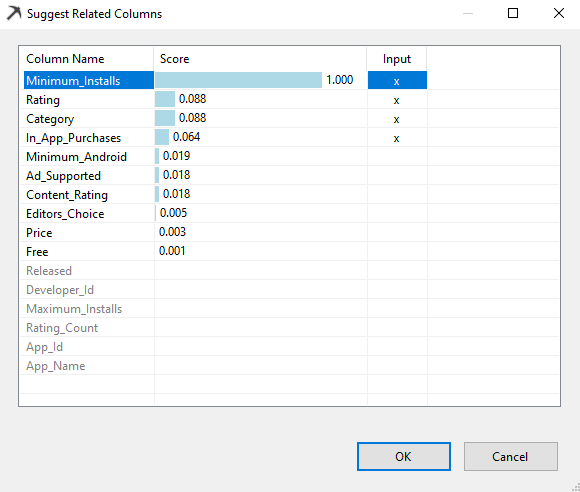 Suggest Related Columns
Column Name Score Input
Minimum_Installs 1.000 x
Rating 0.088 x
Category 0.088 x
In_App_Purchases 0.064 x
Minimum_Android 0.019
Ad_Supported 0.018
Content_Rating 0.018
Editors_Choice 0.005
Price 0.003
Free 0.001
Released
Developer_Id
Maximum_Installs
Rating_Count
App_Id
App_Name
OK Cancel